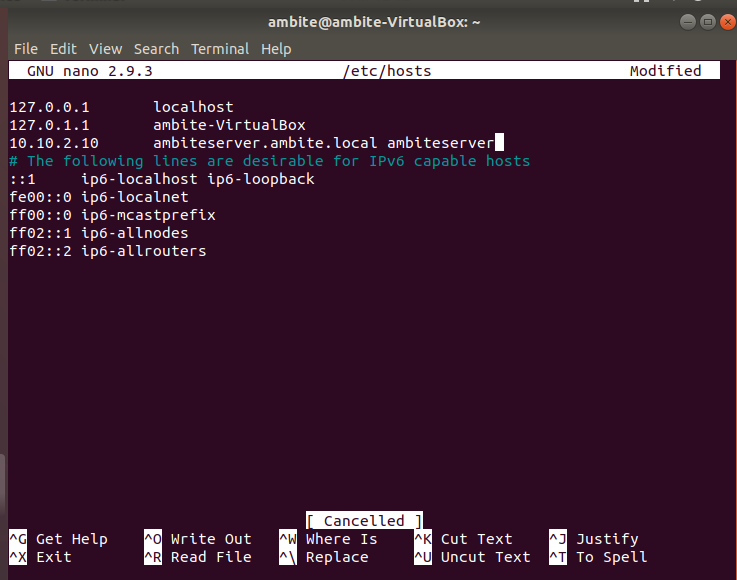 ambite@ambite-VirtualBox: ~
File Edit View Search Terminal Help
GNU nano 2.9.3 /etc/hosts Modified
127.0.0.1 localhost
127.0.1.1 ambite-VirtualBox
10.10.2.10 ambiteserver.ambite.local ambiteserver
# The following lines are desirable for IPv6 capable hosts
::1 ip6-localhost ip6-loopback
fe00::0 ip6-localnet
ff00::0 ip6-mcastprefix
ff02::1 ip6-allnodes
ff02::2 ip6-allrouters
[ Cancelled ]
^G Get Help ^O Write Out ^W Where Is ^K Cut Text ^J Justify
^X Exit ^R Read File ^\ Replace ^U Uncut Text ^T To Spell